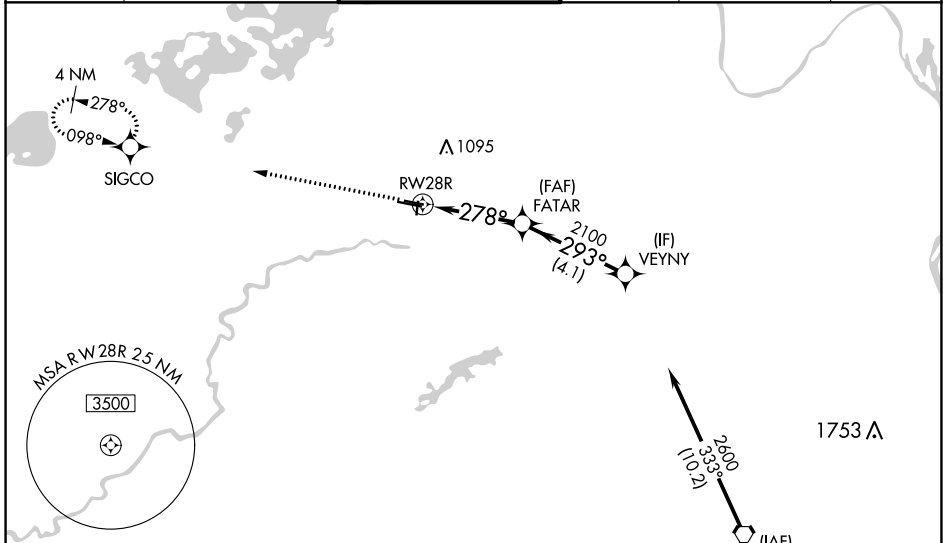 4 NM
278°
098°
SIGCO
1095
RW28R
(FAF)
FATAR
278°
2100
293°
(4.1)
(IF)
VEYNY
MSA RW28R 25 NM
3500
1753
2600
333°
(10.2)
(IAF)